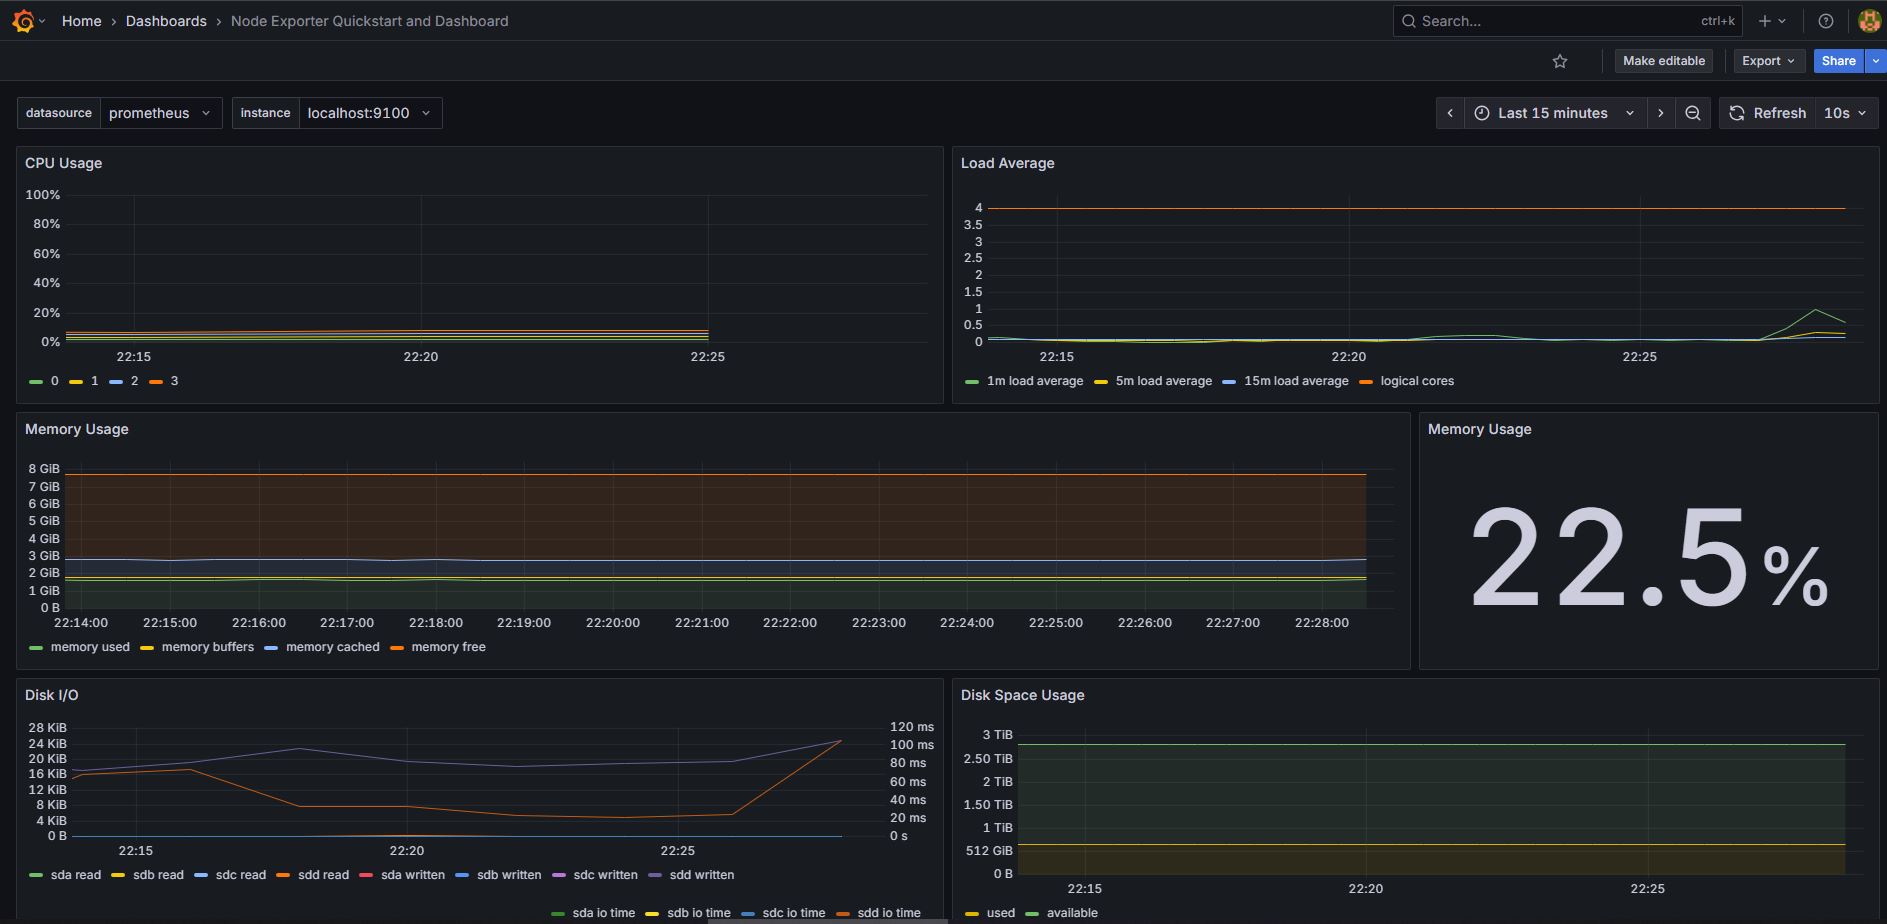 Home › Dashboards › Node Exporter Quickstart and Dashboard
Search... ctrl+k
Make editable Export Share
datasource prometheus instance localhost:9100 Last 15 minutes Refresh 10s
CPU Usage
100%
80%
60%
40%
20%
0%
22:15 22:20 22:25
0 1 2 3
Load Average
4
3.5
3
2.5
2
1.5
1
0.5
0
22:15 22:20 22:25
1m load average 5m load average 15m load average logical cores
Memory Usage
8 GiB
7 GiB
6 GiB
5 GiB
4 GiB
3 GiB
2 GiB
1 GiB
0 B
22:14:00 22:15:00 22:16:00 22:17:00 22:18:00 22:19:00 22:20:00 22:21:00 22:22:00 22:23:00 22:24:00 22:25:00 22:26:00 22:27:00 22:28:00
memory used memory buffers memory cached memory free
Memory Usage
22.5%
Disk I/O
28 KiB
24 KiB
20 KiB
16 KiB
12 KiB
8 KiB
4 KiB
0 B
120 ms
100 ms
80 ms
60 ms
40 ms
20 ms
0 s
22:15 22:20 22:25
sda read sdb read sdc read sdd read sda written sdb written sdc written sdd written
sda io time sdb io time sdc io time sdd io time
Disk Space Usage
3 TiB
2.50 TiB
2 TiB
1.50 TiB
1 TiB
512 GiB
0 B
22:15 22:20 22:25
used available